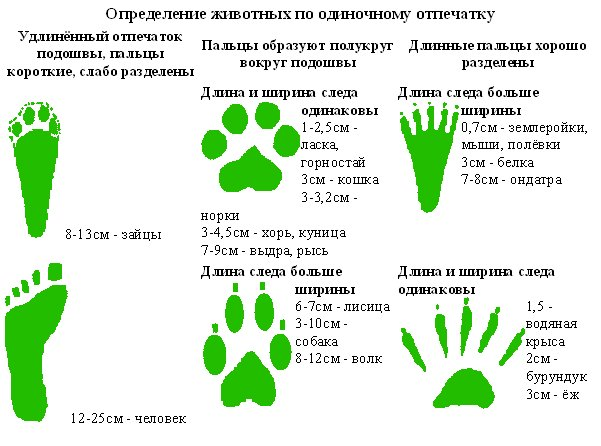 Определение животных по одиночному отпечатку
Удлинённый отпечаток
подошвы, пальцы
короткие, слабо разделены
8-13см - зайцы
12-25см - человек
Пальцы образуют полукруг
вокруг подошвы
Длина и ширина следа
одинаковы
1-2,5см -
ласка,
горностай
3см - кошка
3-3,2см -
норки
3-4,5см - хорь, куница
7-9см - выдра, рысь
Длина следа больше
ширины
6-7см - лисица
3-10см -
собака
8-12см - волк
Длинные пальцы хорошо
разделены
Длина следа больше
ширины
0,7см - землеройки,
мыши, полёвки
3см - белка
7-8см - ондатра
Длина и ширина следа
одинаковы
1,5 -
водяная
крыса
2см -
бурундук
3см - ёж